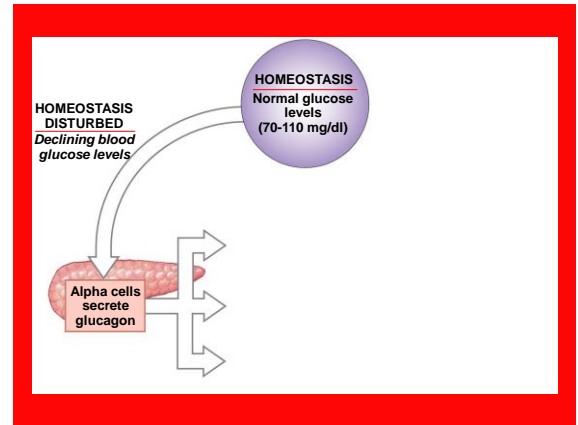 HOMEOSTASIS
Normal glucose
levels
(70-110 mg/dl)
HOMEOSTASIS
DISTURBED
Declining blood
glucose levels
Alpha cells
secrete
glucagon